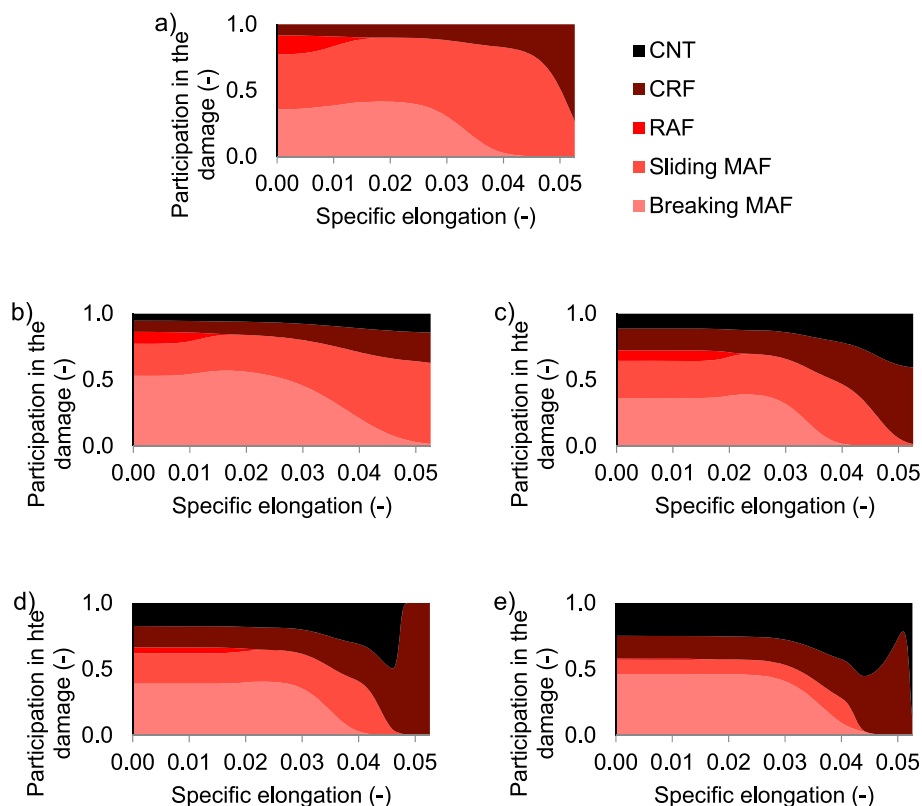 a)
Participation in the
damage (-)
1.0
0.5
0.0
0.00 0.01 0.02 0.03 0.04 0.05
Specific elongation (-)
CNT
CRF
RAF
Sliding MAF
Breaking MAF
b)
Participation in the
damage (-)
1.0
0.5
0.0
0.00 0.01 0.02 0.03 0.04 0.05
Specific elongation (-)
c)
Participation in hte
damage (-)
1.0
0.5
0.0
0.00 0.01 0.02 0.03 0.04 0.05
Specific elongation (-)
d)
Participation in hte
damage (-)
1.0
0.5
0.0
0.00 0.01 0.02 0.03 0.04 0.05
Specific elongation (-)
e)
Participation in hte
damage (-)
1.0
0.5
0.0
0.00 0.01 0.02 0.03 0.04 0.05
Specific elongation (-)